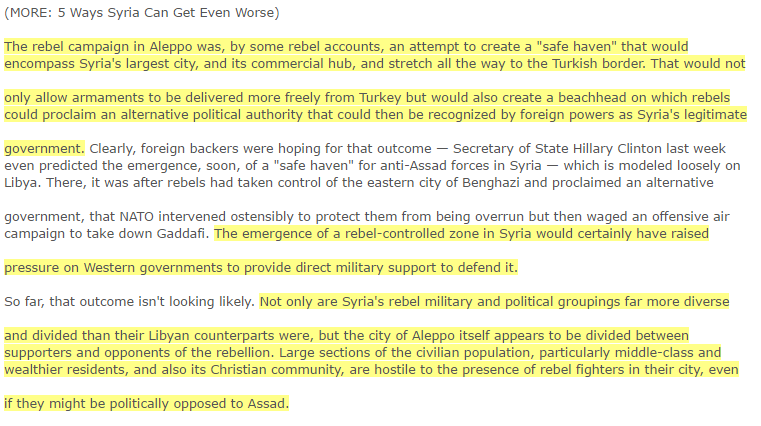 (MORE: 5 Ways Syria Can Get Even Worse)
The rebel campaign in Aleppo was, by some rebel accounts, an attempt to create a "safe haven" that would
encompass Syria's largest city, and its commercial hub, and stretch all the way to the Turkish border. That would not
only allow armaments to be delivered more freely from Turkey but would also create a beachhead on which rebels
could proclaim an alternative political authority that could then be recognized by foreign powers as Syria's legitimate
government. Clearly, foreign backers were hoping for that outcome — Secretary of State Hillary Clinton last week
even predicted the emergence, soon, of a "safe haven" for anti-Assad forces in Syria — which is modeled loosely on
Libya. There, it was after rebels had taken control of the eastern city of Benghazi and proclaimed an alternative
government, that NATO intervened ostensibly to protect them from being overrun but then waged an offensive air
campaign to take down Gaddafi. The emergence of a rebel-controlled zone in Syria would certainly have raised
pressure on Western governments to provide direct military support to defend it.
So far, that outcome isn't looking likely. Not only are Syria's rebel military and political groupings far more diverse
and divided than their Libyan counterparts were, but the city of Aleppo itself appears to be divided between
supporters and opponents of the rebellion. Large sections of the civilian population, particularly middle-class and
wealthier residents, and also its Christian community, are hostile to the presence of rebel fighters in their city, even
if they might be politically opposed to Assad.